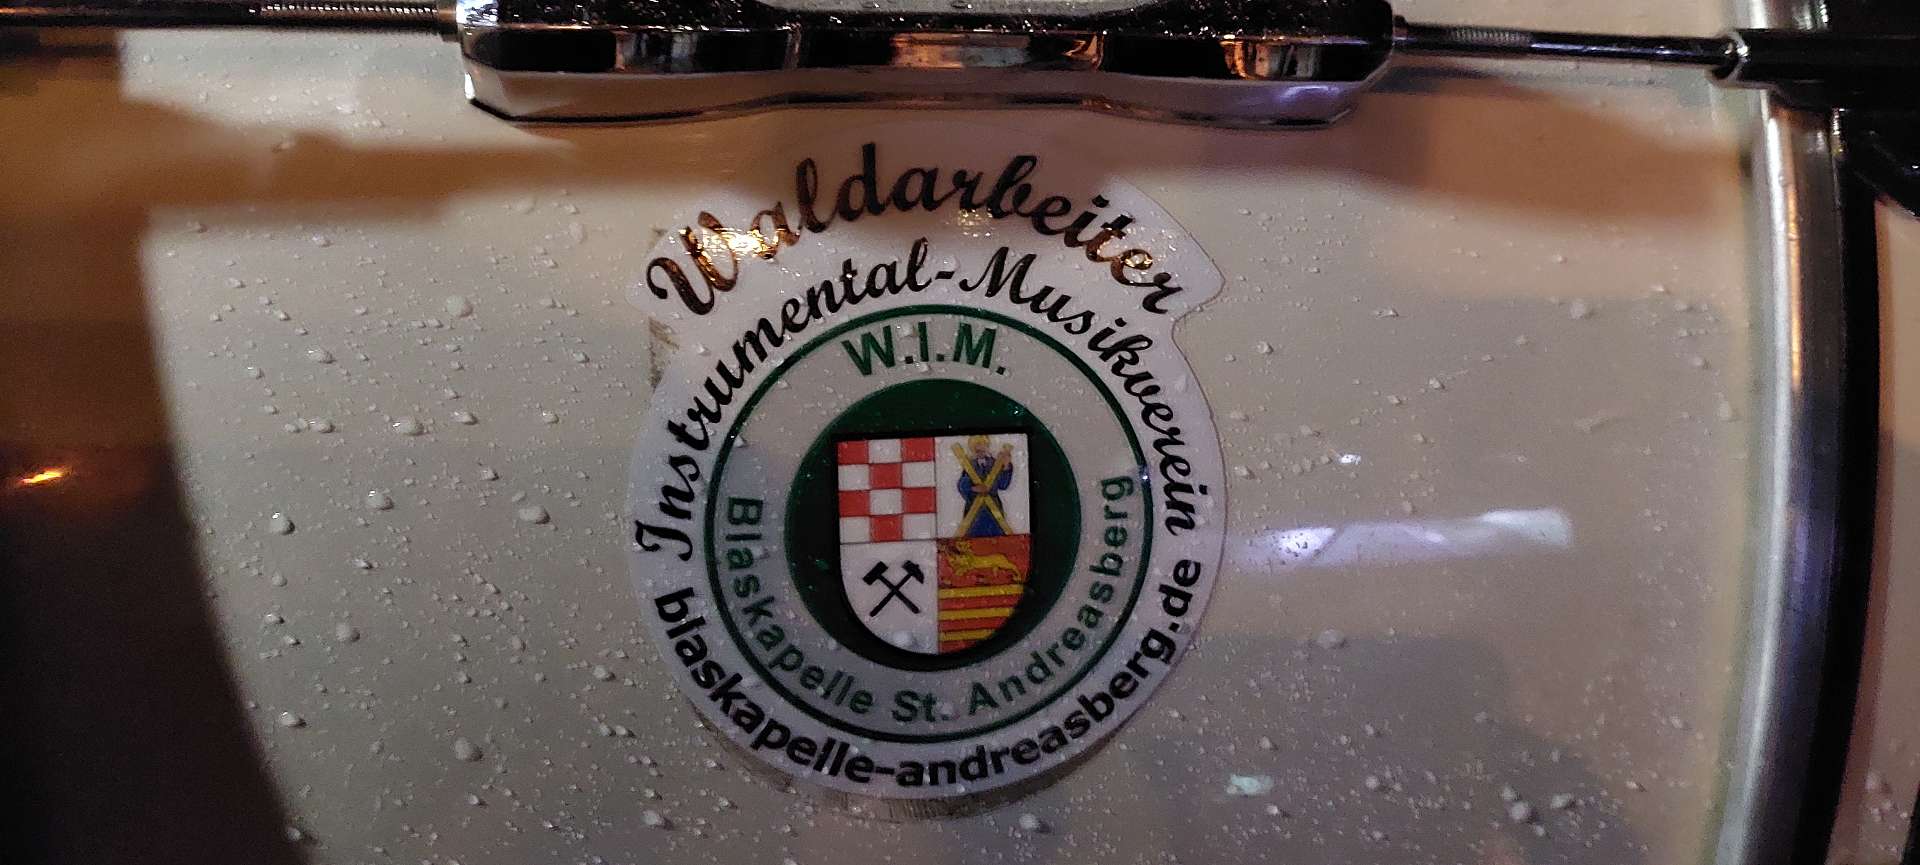 Waldarbeiter
Instrumental-Musikverein
W.I.M.
Blaskapelle St. Andreasberg
blaskapelle-andreasberg.de